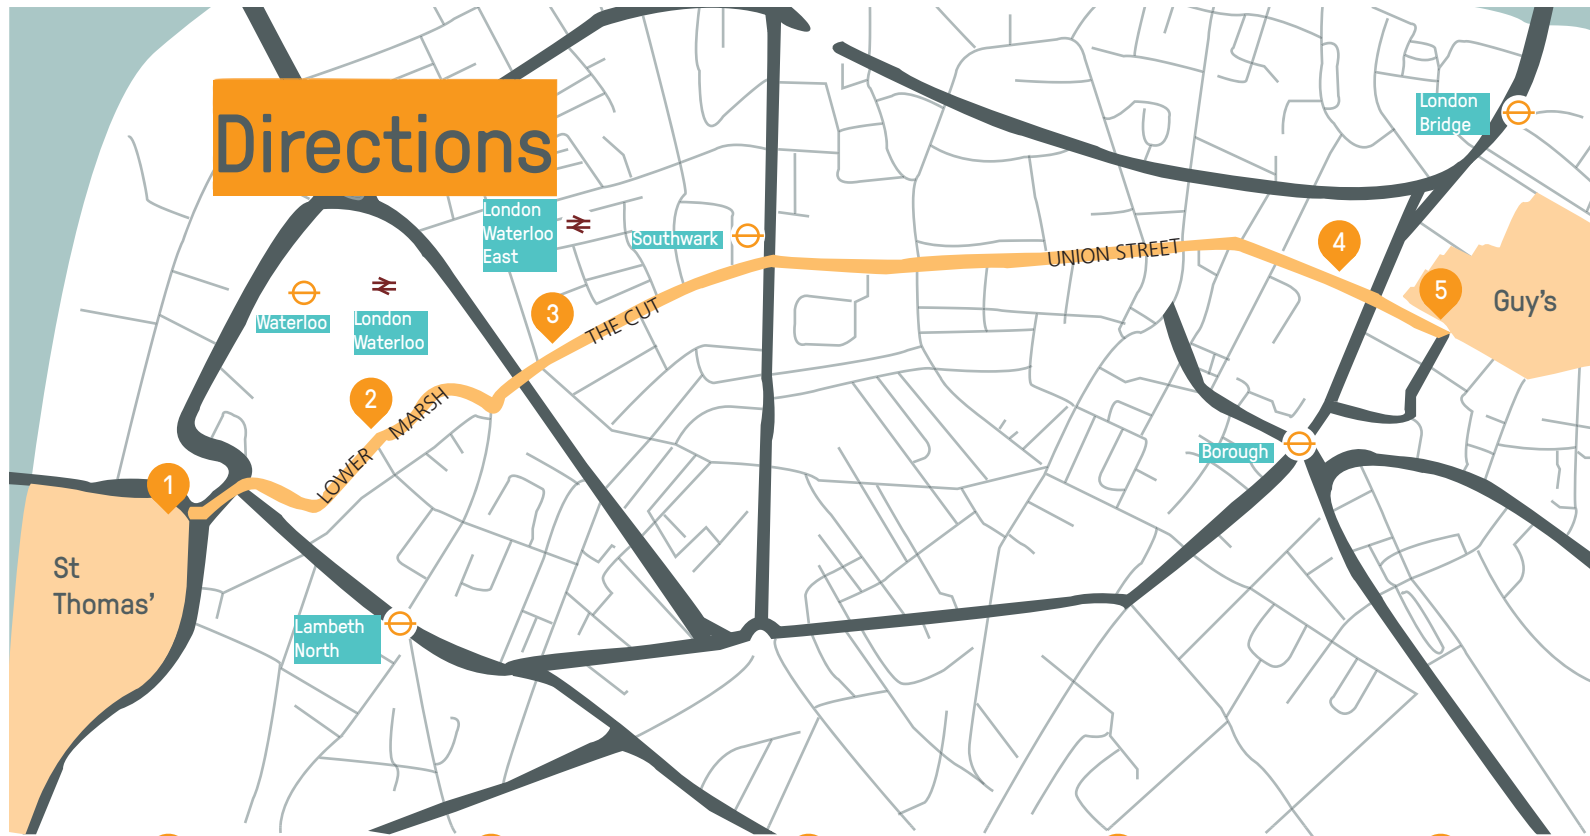 Directions
London
Bridge
London
Waterloo
East
Southwark
UNION STREET
4
5
Guy's
Waterloo
London
Waterloo
3
THE CUT
2
LOWER MARSH
Borough
1
St
Thomas'
Lambeth
North